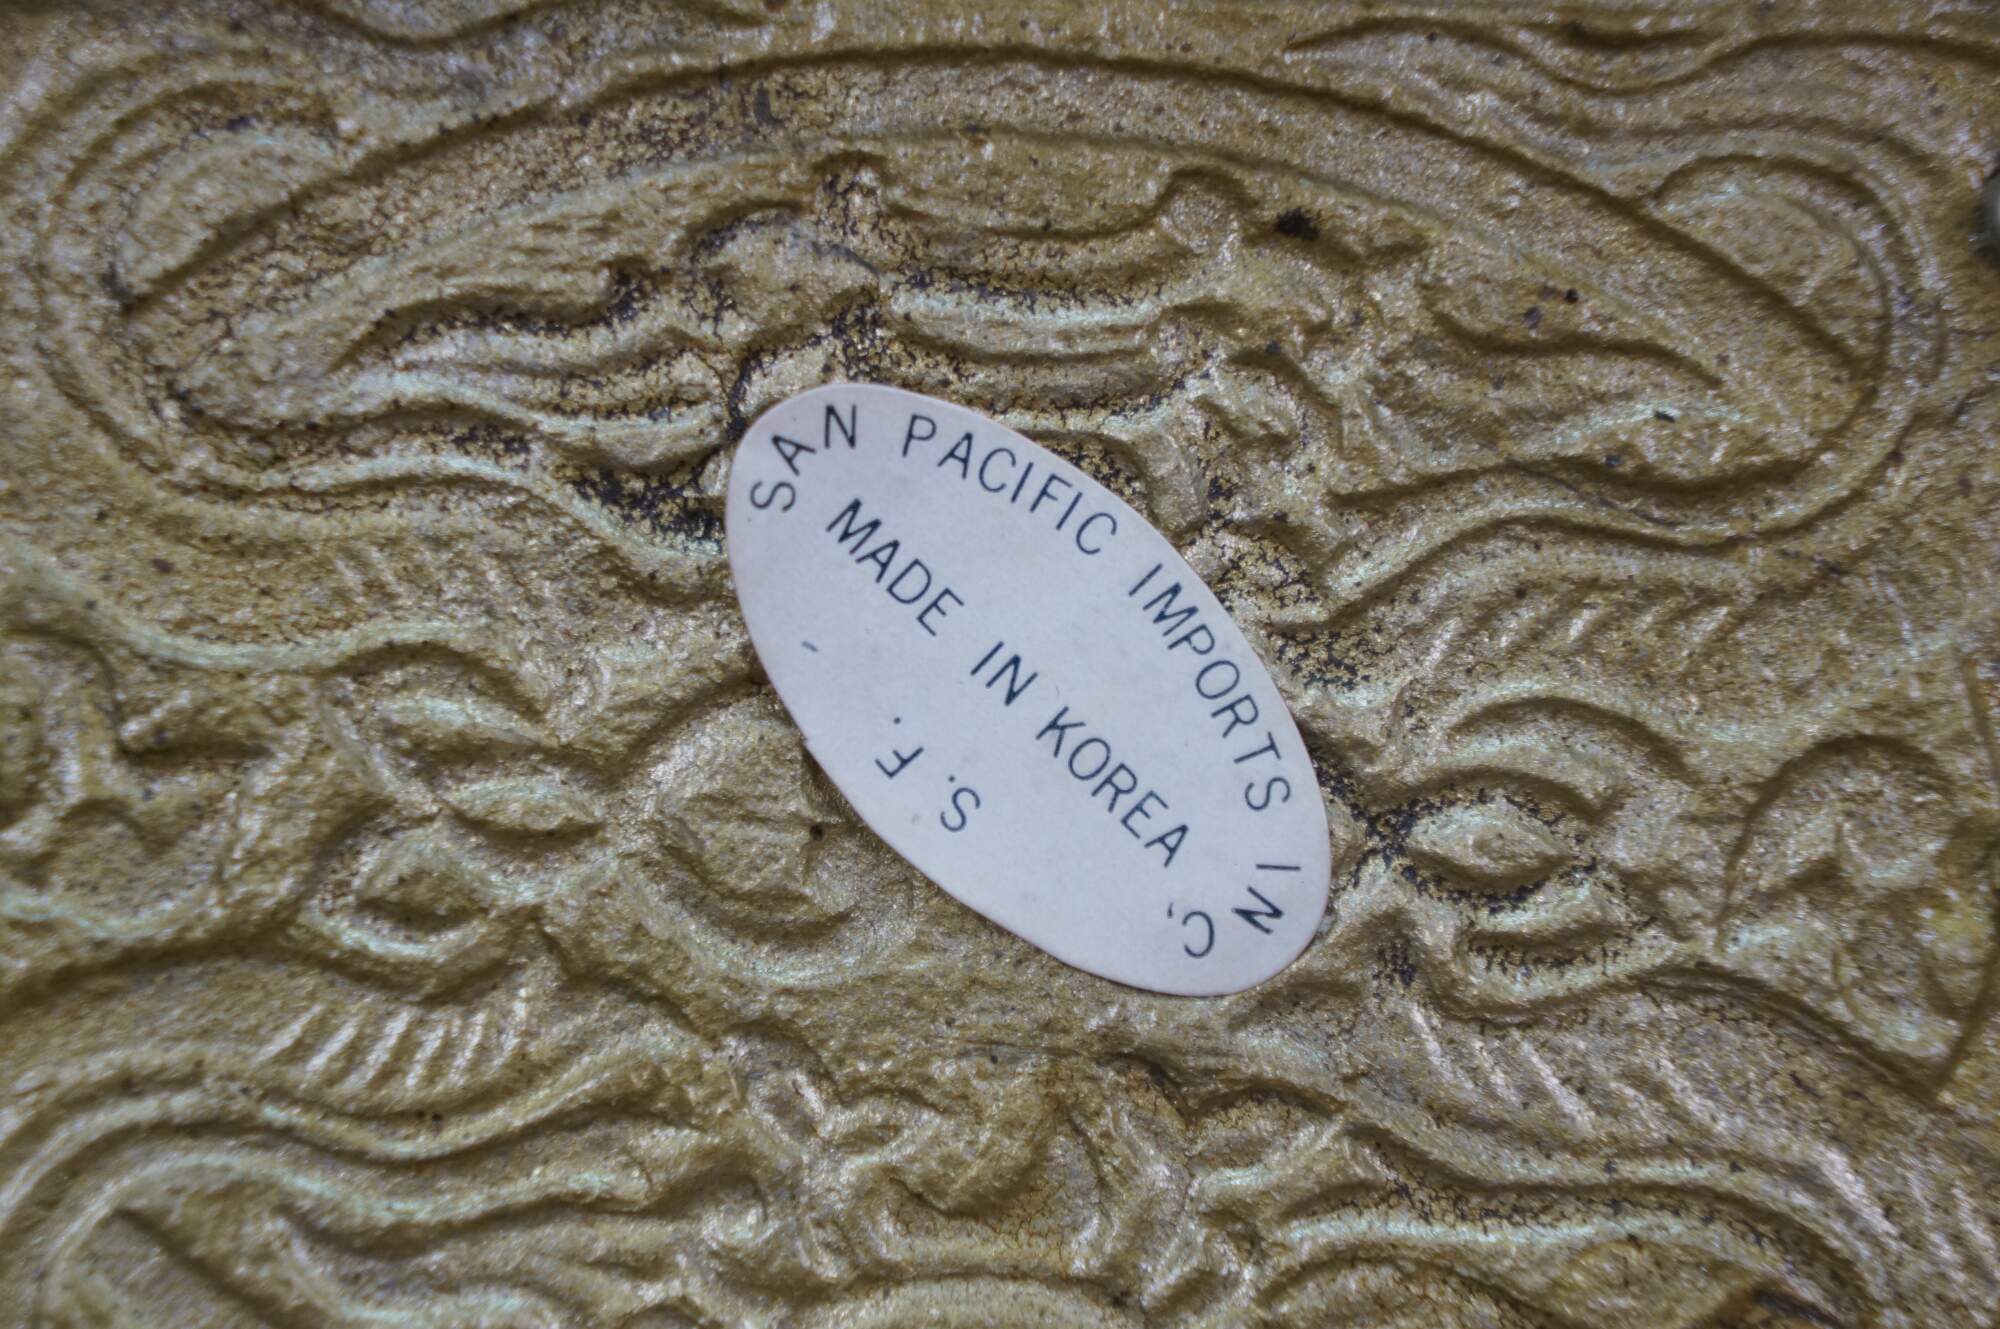 SAN PACIFIC IMPORTS INC.
MADE IN KOREA
S. F.